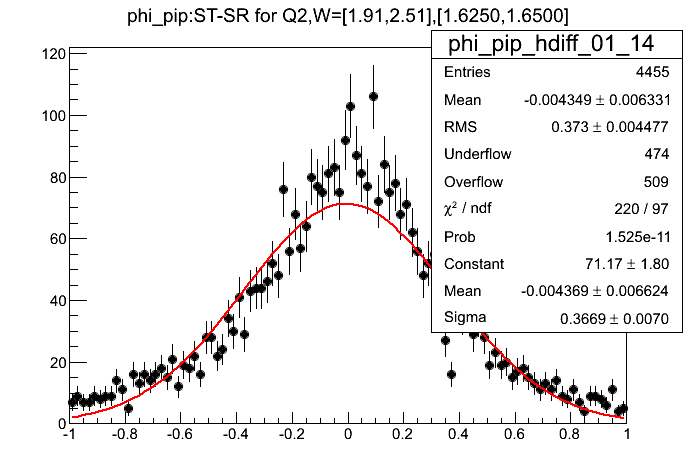 phi_pip:ST-SR for Q2,W=[1.91,2.51],[1.6250,1.6500]
phi_pip_hdiff_01_14
Entries 4455
Mean -0.004349 ± 0.006331
RMS 0.373 ± 0.004477
Underflow 474
Overflow 509
χ² / ndf 220 / 97
Prob 1.525e-11
Constant 71.17 ± 1.80
Mean -0.004369 ± 0.006624
Sigma 0.3669 ± 0.0070
120
100
80
60
40
20
0
-1 -0.8 -0.6 -0.4 -0.2 0 0.2 0.4 0.6 0.8 1